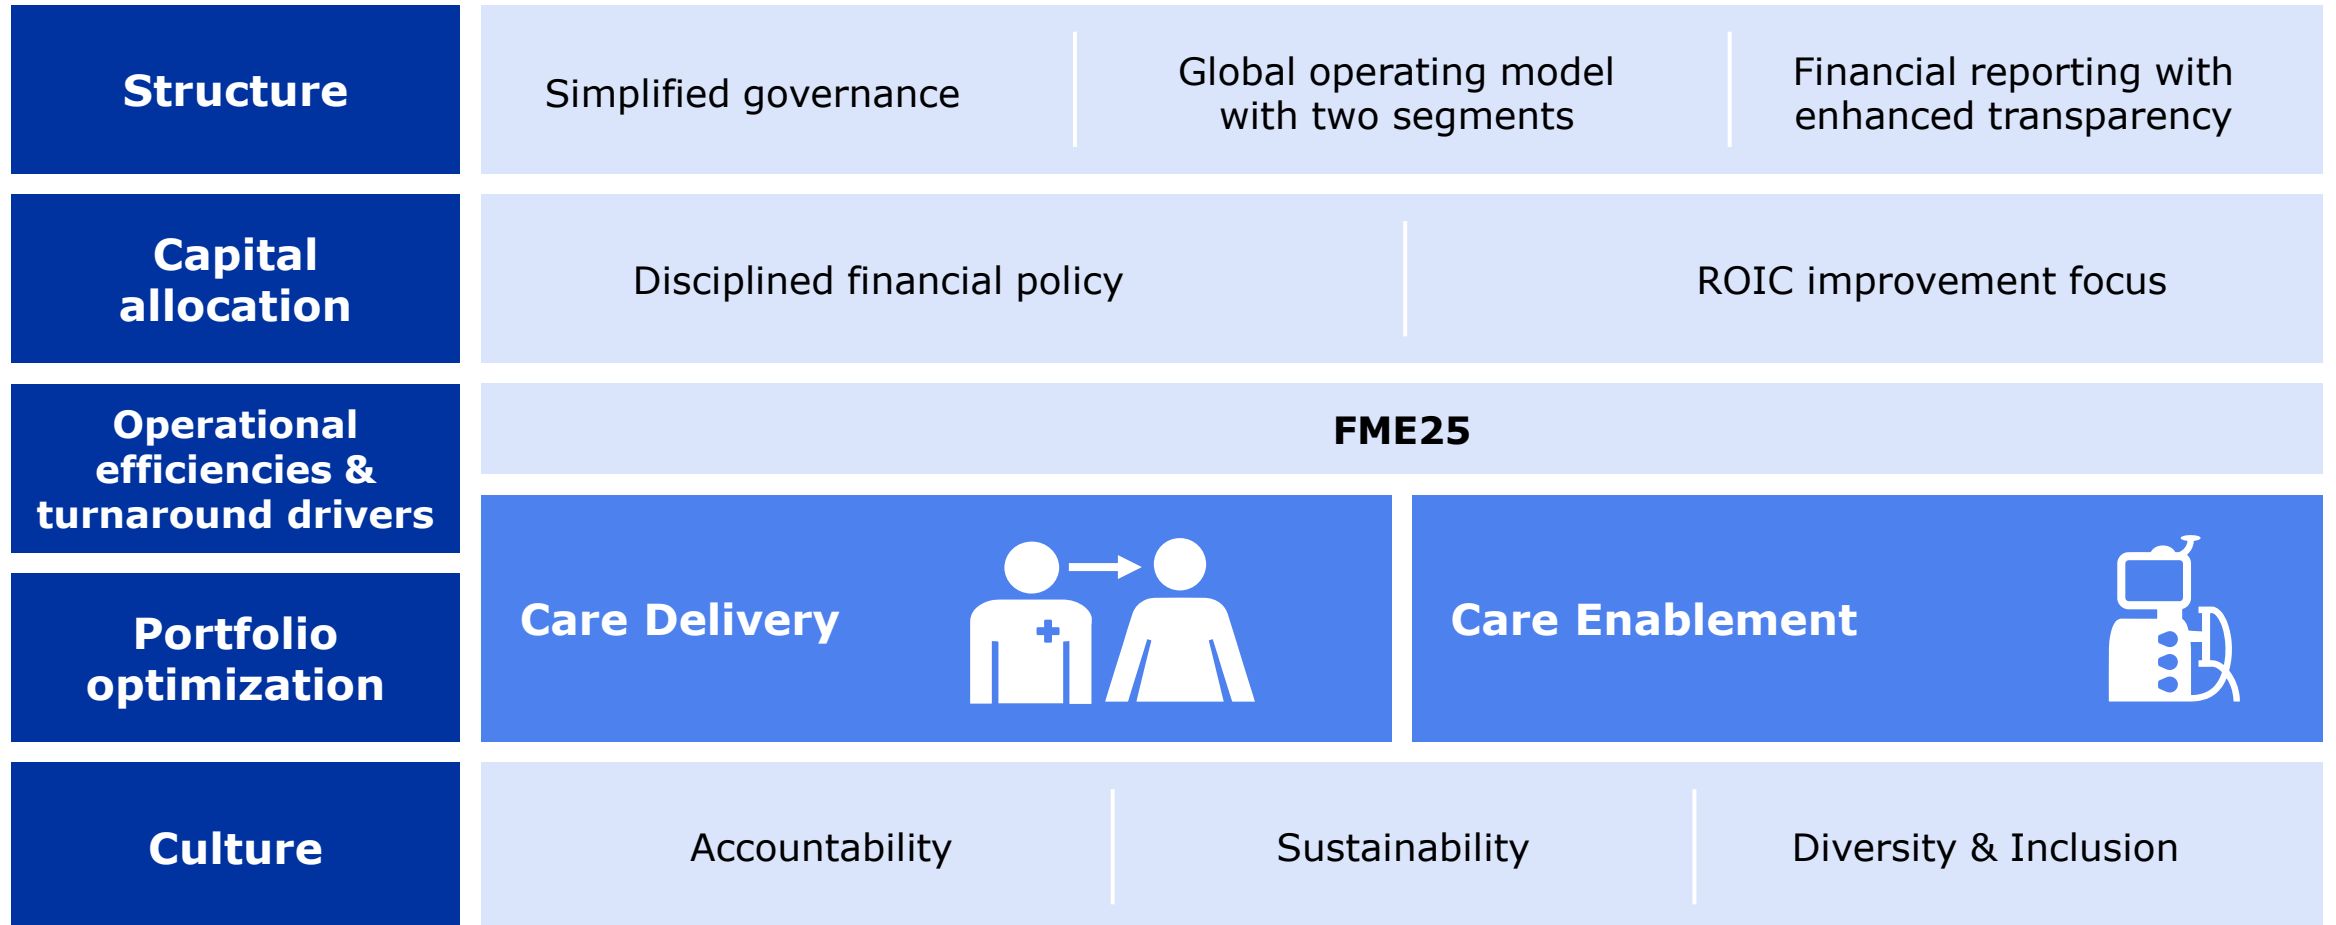 Structure
Simplified governance
Global operating model
with two segments
Financial reporting with
enhanced transparency
Capital
allocation
Disciplined financial policy
ROIC improvement focus
Operational
efficiencies &
turnaround drivers
FME25
Portfolio
optimization
Care Delivery
Care Enablement
Culture
Accountability
Sustainability
Diversity & Inclusion